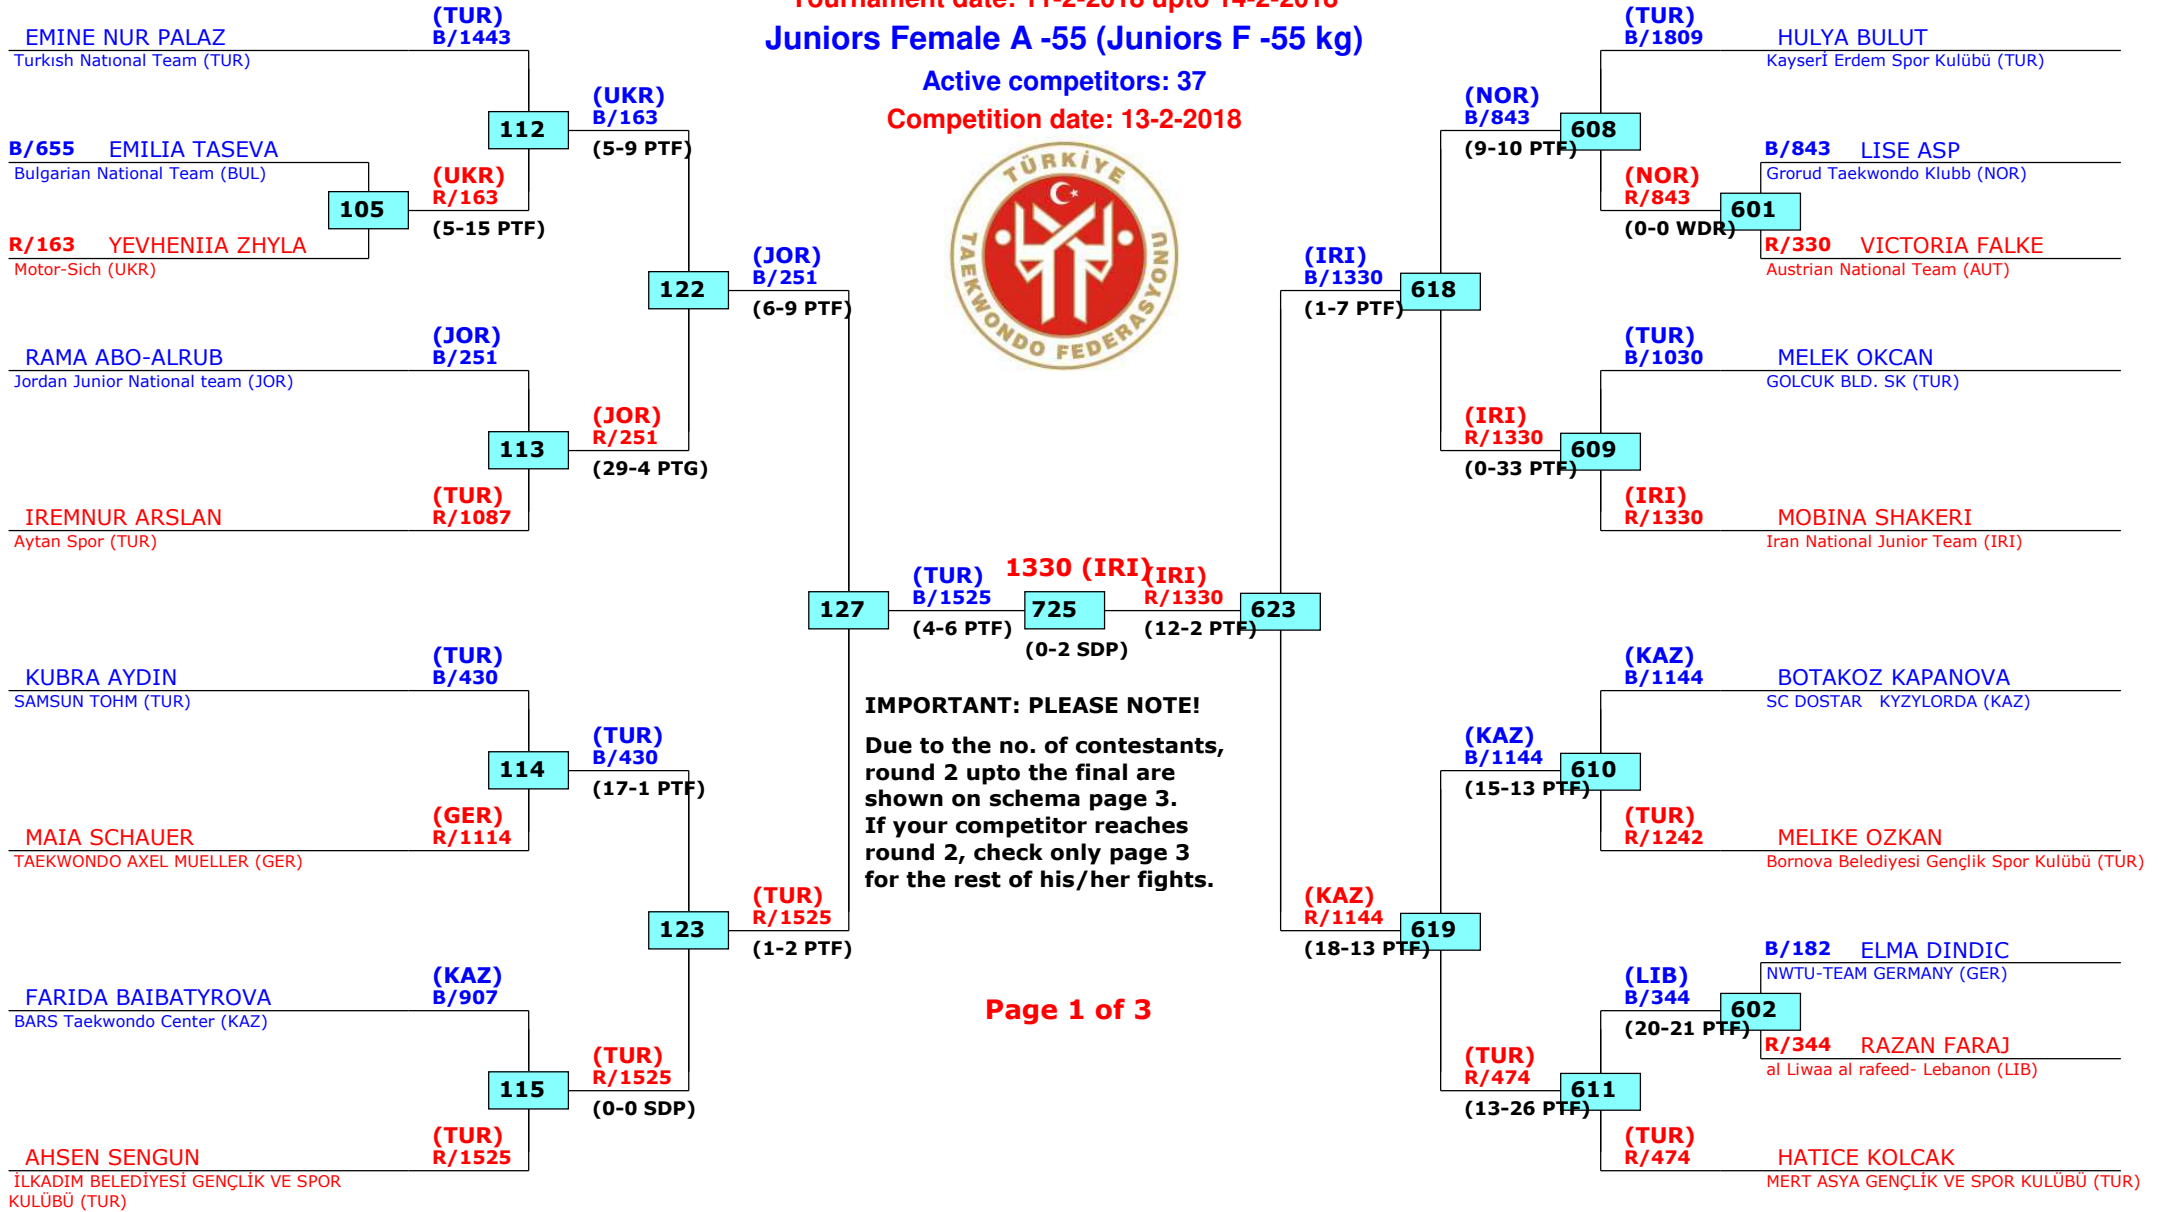 Tournament date: 11-2-2018 upto 14-2-2018
Juniors Female A -55 (Juniors F -55 kg)
Active competitors: 37
Competition date: 13-2-2018
TÜRKİYE
TAEKWONDO FEDERASYONU
EMINE NUR PALAZ
Turkısh Natıonal Team (TUR)
(TUR)
B/1443
B/655 EMILIA TASEVA
Bulgarian National Team (BUL)
R/163 YEVHENIIA ZHYLA
Motor-Sich (UKR)
105
(UKR)
R/163
(5-15 PTF)
112
(UKR)
B/163
(5-9 PTF)
RAMA ABO-ALRUB
Jordan Junior National team (JOR)
(JOR)
B/251
IREMNUR ARSLAN
Aytan Spor (TUR)
(TUR)
R/1087
113
(JOR)
R/251
(29-4 PTG)
122
(JOR)
B/251
(6-9 PTF)
KUBRA AYDIN
SAMSUN TOHM (TUR)
(TUR)
B/430
MAIA SCHAUER
TAEKWONDO AXEL MUELLER (GER)
(GER)
R/1114
114
(TUR)
B/430
(17-1 PTF)
FARIDA BAIBATYROVA
BARS Taekwondo Center (KAZ)
(KAZ)
B/907
AHSEN SENGUN
İLKADIM BELEDİYESİ GENÇLİK VE SPOR
KULÜBÜ (TUR)
(TUR)
R/1525
115
(TUR)
R/1525
(0-0 SDP)
123
(TUR)
R/1525
(1-2 PTF)
127
(TUR)
B/1525
(4-6 PTF)
1330 (IRI)
725
(0-2 SDP)
(IRI)
R/1330
(12-2 PTF)
623
IMPORTANT: PLEASE NOTE!
Due to the no. of contestants,
round 2 upto the final are
shown on schema page 3.
If your competitor reaches
round 2, check only page 3
for the rest of his/her fights.
Page 1 of 3
(TUR)
B/1809
HULYA BULUT
Kayserİ Erdem Spor Kulübü (TUR)
B/843 LISE ASP
Grorud Taekwondo Klubb (NOR)
R/330 VICTORIA FALKE
Austrian National Team (AUT)
601
(NOR)
R/843
(0-0 WDR)
608
(NOR)
B/843
(9-10 PTF)
(TUR)
B/1030
MELEK OKCAN
GOLCUK BLD. SK (TUR)
(IRI)
R/1330
MOBINA SHAKERI
Iran National Junior Team (IRI)
609
(IRI)
R/1330
(0-33 PTF)
618
(IRI)
B/1330
(1-7 PTF)
(KAZ)
B/1144
BOTAKOZ KAPANOVA
SC DOSTAR KYZYLORDA (KAZ)
(TUR)
R/1242
MELIKE OZKAN
Bornova Belediyesi Gençlik Spor Kulübü (TUR)
610
(KAZ)
B/1144
(15-13 PTF)
B/182 ELMA DINDIC
NWTU-TEAM GERMANY (GER)
R/344 RAZAN FARAJ
al Liwaa al rafeed- Lebanon (LIB)
602
(LIB)
B/344
(20-21 PTF)
(TUR)
R/474
HATICE KOLCAK
MERT ASYA GENÇLİK VE SPOR KULÜBÜ (TUR)
611
(TUR)
R/474
(13-26 PTF)
619
(KAZ)
R/1144
(18-13 PTF)